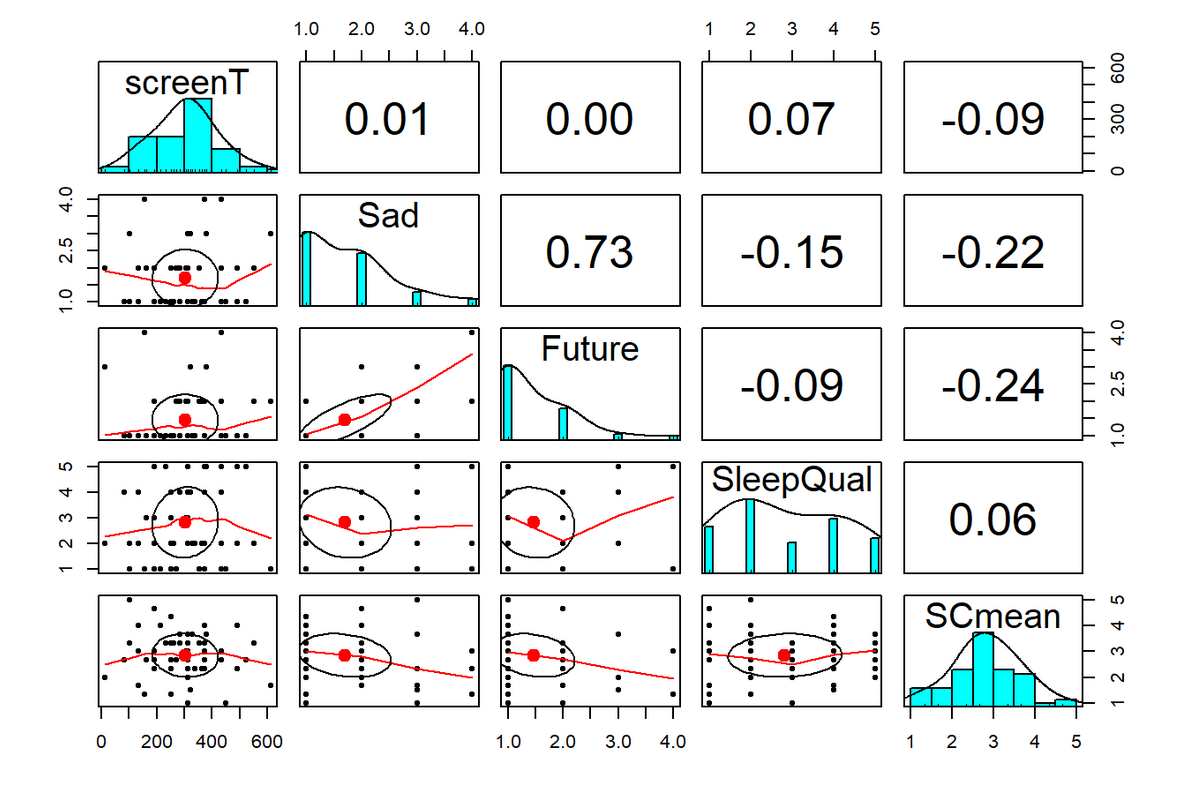 1.0 2.0 3.0 4.0 1 2 3 4 5
screenT 0.01 0.00 0.07 -0.09 0 300 600
1.0 2.5 4.0 Sad 0.73 -0.15 -0.22
Future -0.09 -0.24 1.0 2.5 4.0
1 2 3 4 5 SleepQual 0.06
SCmean 1 2 3 4 5
0 200 400 600 1.0 2.0 3.0 4.0 1 2 3 4 5